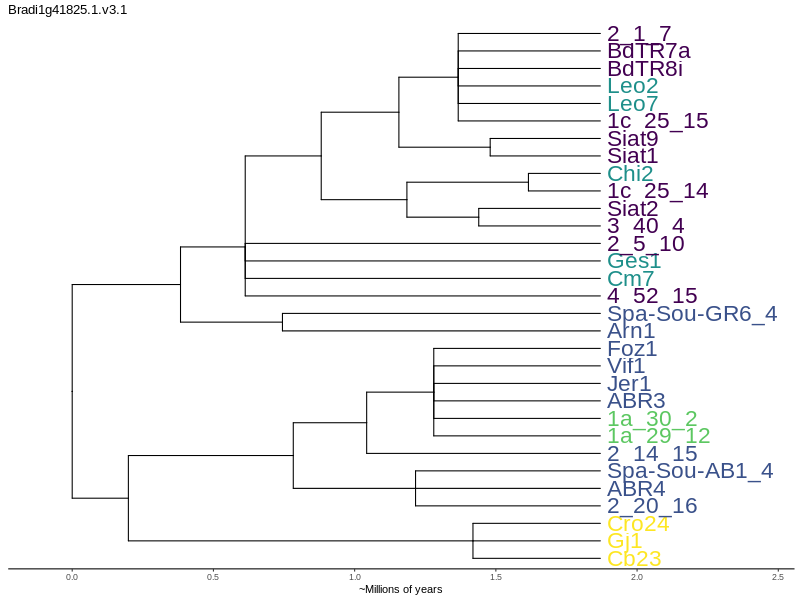 Bradi1g41825.1.v3.1
2_1_7
BdTR7a
BdTR8i
Leo2
Leo7
1c_25_15
Siat9
Siat1
Chi2
1c_25_14
Siat2
3_40_4
2_5_10
Ges1
Cm7
4_52_15
Spa-Sou-GR6_4
Arn1
Foz1
Vif1
Jer1
ABR3
1a_30_2
1a_29_12
2_14_15
Spa-Sou-AB1_4
ABR4
2_20_16
Cro24
Gj1
Cb23
0.0 0.5 1.0 1.5 2.0 2.5
~Millions of years